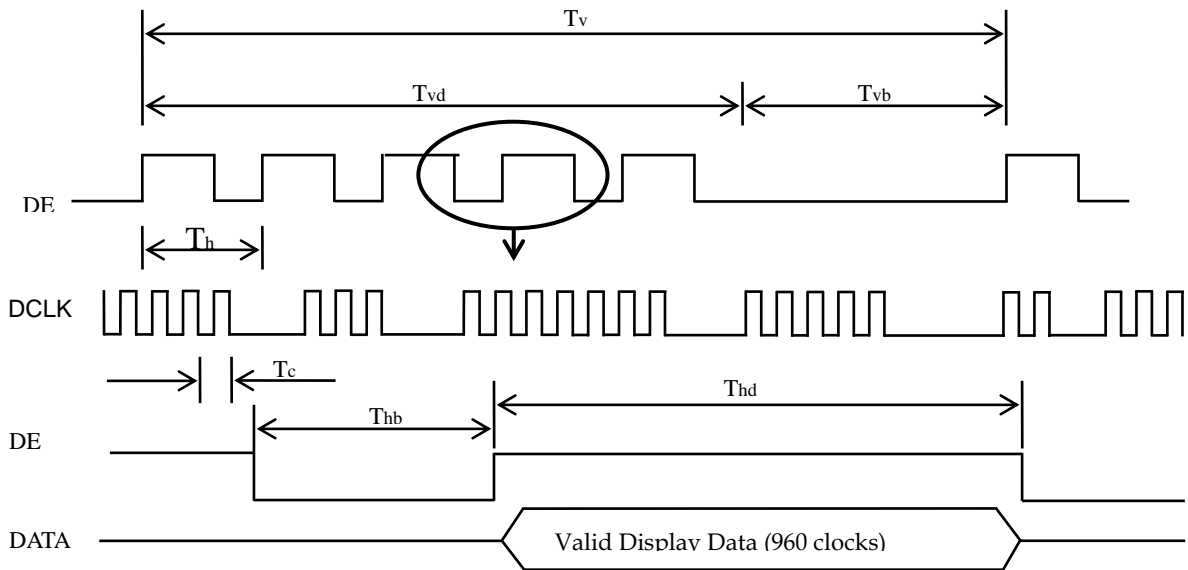 Tv
Tvd
Tvb
DE
Th
DCLK
Tc
Thd
Thb
DE
DATA
Valid Display Data (960 clocks)